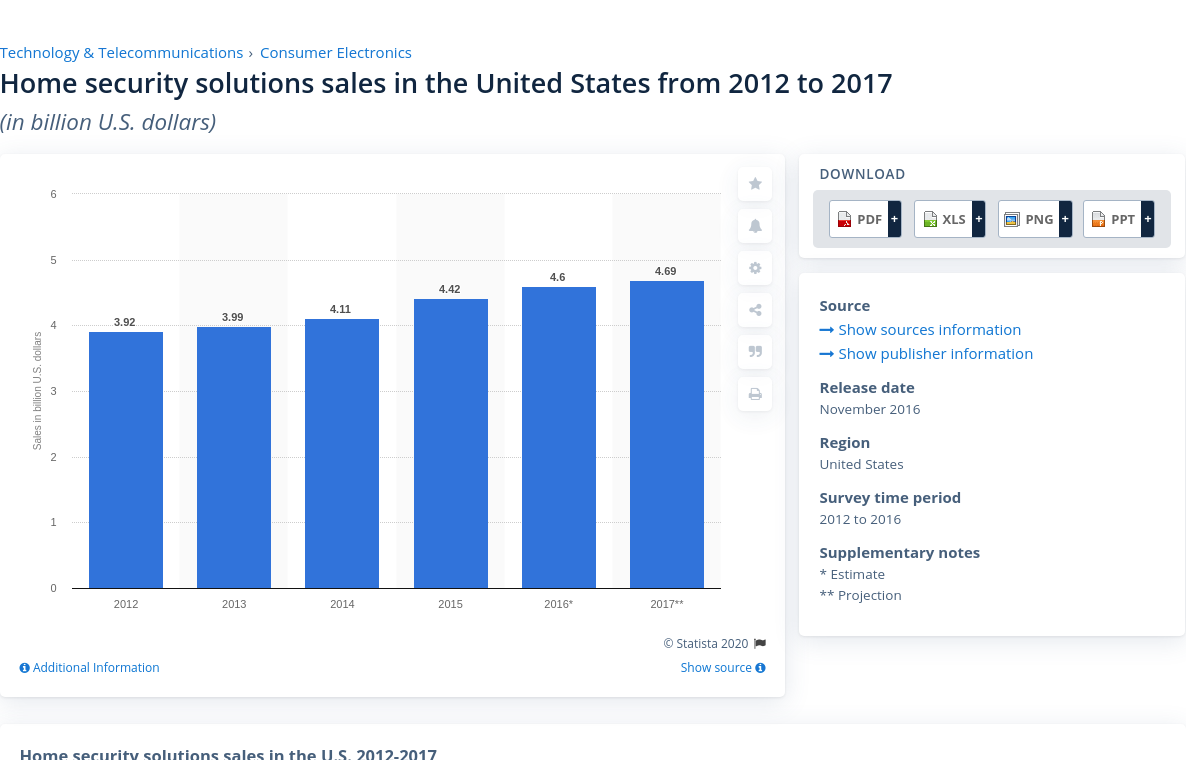 Technology & Telecommunications › Consumer Electronics
Home security solutions sales in the United States from 2012 to 2017
(in billion U.S. dollars)
6
5
4
3
2
1
0
Sales in billion U.S. dollars
3.92
3.99
4.11
4.42
4.6
4.69
2012
2013
2014
2015
2016*
2017**
© Statista 2020
Additional Information
Show source
DOWNLOAD
PDF + XLS + PNG + PPT +
Source
Show sources information
Show publisher information
Release date
November 2016
Region
United States
Survey time period
2012 to 2016
Supplementary notes
* Estimate
** Projection
Home security solutions sales in the U.S. 2012-2017